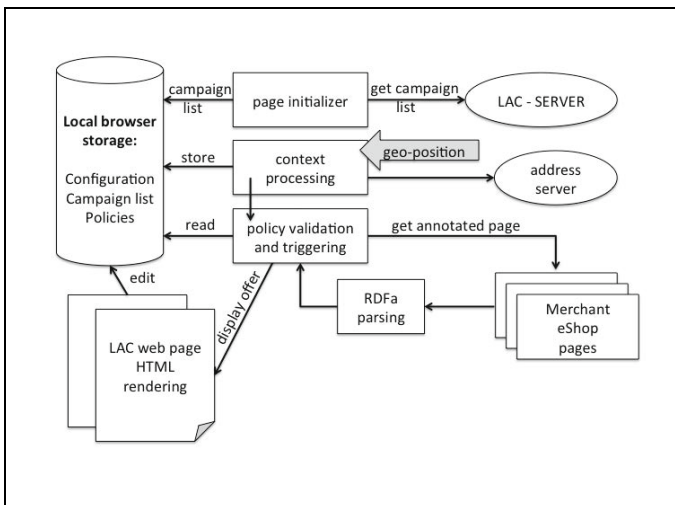 Local browser
storage:
Configuration
Campaign list
Policies
campaign
list
page initializer
get campaign
list
LAC - SERVER
store
context
processing
geo-position
address
server
read
policy validation
and triggering
get annotated page
edit
display offer
RDFa
parsing
Merchant
eShop
pages
LAC web page
HTML
rendering